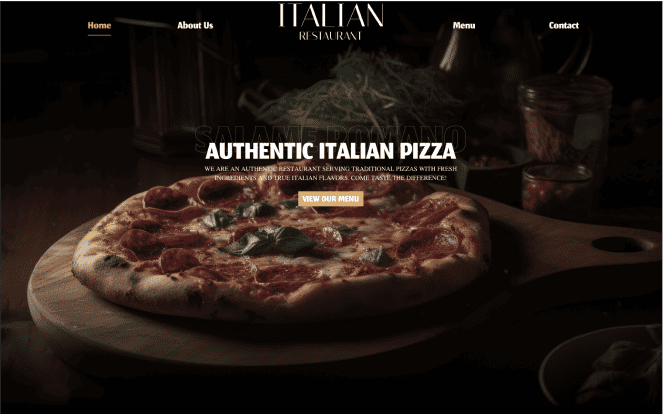 Home
About Us
ITALIAN
RESTAURANT
Menu
Contact
SALAME ROMANO
AUTHENTIC ITALIAN PIZZA
WE ARE AN AUTHENTIC RESTAURANT SERVING TRADITIONAL PIZZAS WITH FRESH
INGREDIENTS AND TRUE ITALIAN FLAVORS. COME TASTE THE DIFFERENCE!
VIEW OUR MENU